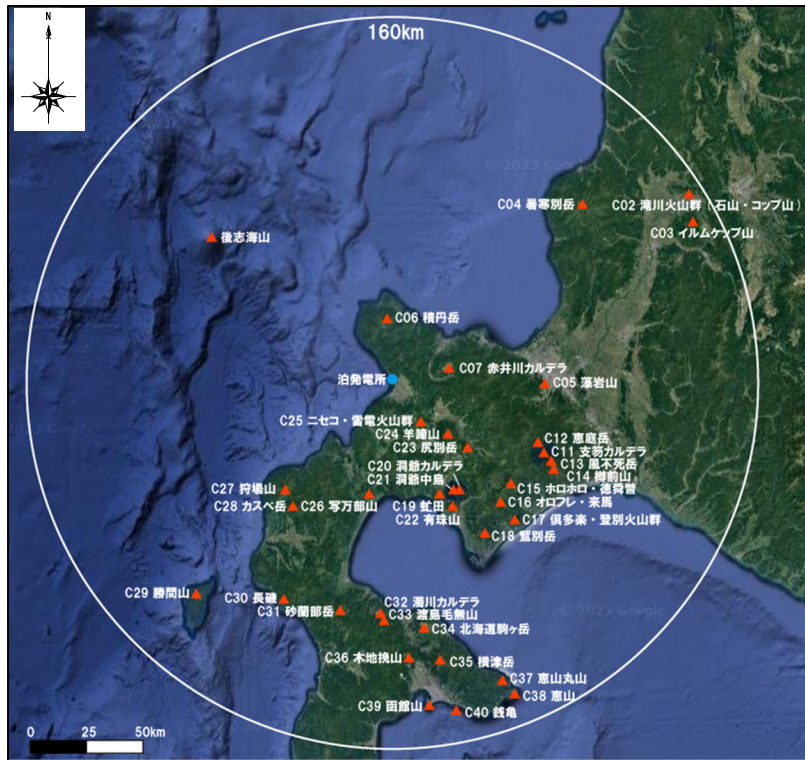 N
160km
© 2023 Google
C04 暑寒別岳
C02 滝川火山群（石山・コップ山）
C03 イルムケップ山
後志海山
C06 積丹岳
C07 赤井川カルデラ
泊発電所
C05 藻岩山
C25 ニセコ・雷電火山群
C24 羊蹄山
C23 尻別岳
C12 恵庭岳
C11 支笏カルデラ
C13 風不死岳
C14 樽前山
C20 洞爺カルデラ
C21 洞爺中島
C15 ホロホロ・徳舜瞥
C27 狩場山
C28 カスベ岳
C26 写万部山
C19 虻田
C16 オロフレ・来馬
C22 有珠山
C17 倶多楽・登別火山群
C18 鷲別岳
C29 勝澗山
C30 長磯
C31 砂蘭部岳
C32 濁川カルデラ
C33 渡島毛無山
C34 北海道駒ヶ岳
© 2023 Google
C36 木地挽山
C35 横津岳
C37 恵山丸山
C38 恵山
C39 函館山
C40 銭亀
0 25 50km